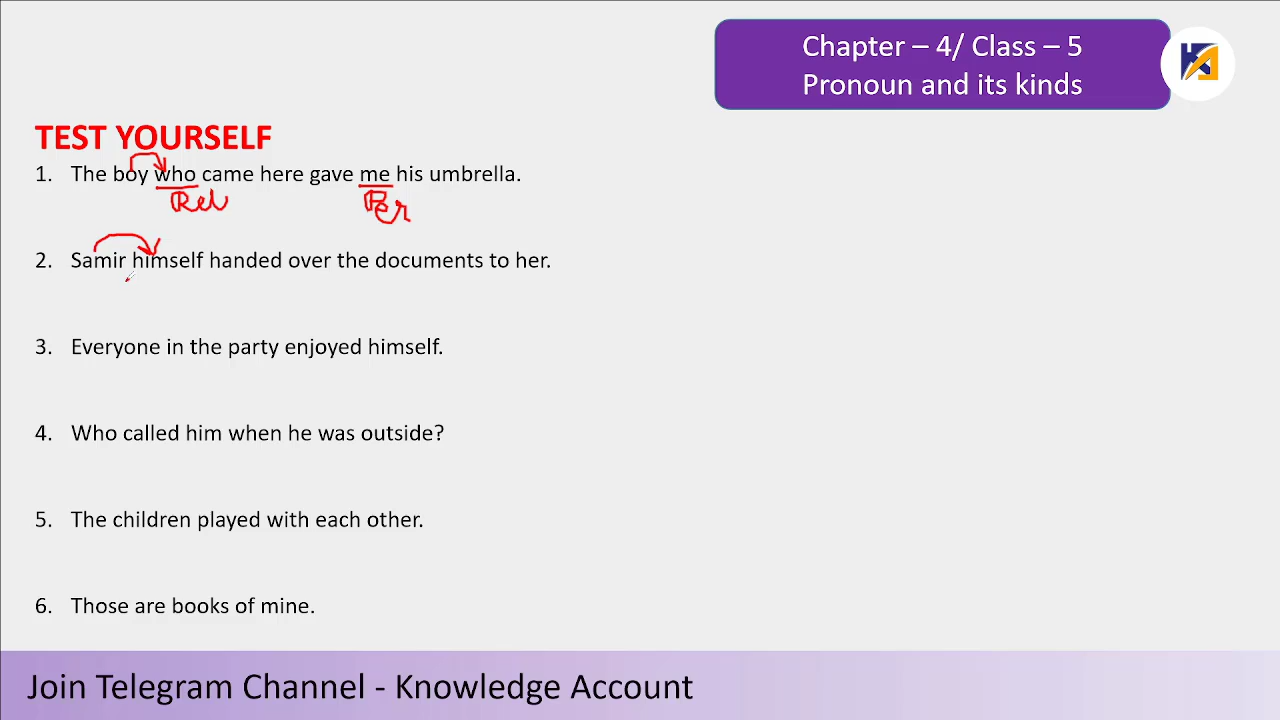 Chapter – 4/ Class – 5
Pronoun and its kinds
TEST YOURSELF
1. The boy who came here gave me his umbrella.
Rel Per
2. Samir himself handed over the documents to her.
3. Everyone in the party enjoyed himself.
4. Who called him when he was outside?
5. The children played with each other.
6. Those are books of mine.
Join Telegram Channel - Knowledge Account